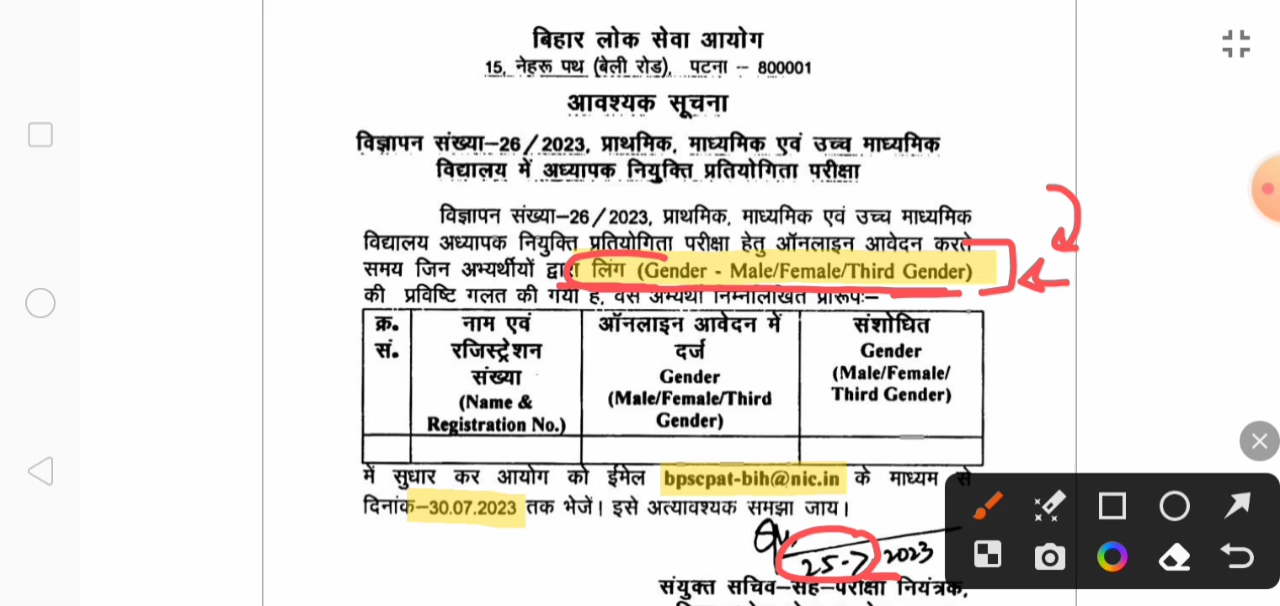 बिहार लोक सेवा आयोग
15, नेहरू पथ (बेली रोड), पटना – 800001
आवश्यक सूचना
विज्ञापन संख्या–26/2023, प्राथमिक, माध्यमिक एवं उच्च माध्यमिक
विद्यालय में अध्यापक नियुक्ति प्रतियोगिता परीक्षा
विज्ञापन संख्या–26/2023, प्राथमिक, माध्यमिक एवं उच्च माध्यमिक
विद्यालय अध्यापक नियुक्ति प्रतियोगिता परीक्षा हेतु ऑनलाइन आवेदन करते
समय जिन अभ्यर्थीयों द्वारा लिंग (Gender - Male/Female/Third Gender)
की प्रविष्टि गलत की गयी है, वैसे अभ्यर्थी निम्नलिखित प्रारूपः–
क्र.
सं.
नाम एवं
रजिस्ट्रेशन
संख्या
(Name &
Registration No.)
ऑनलाइन आवेदन में
दर्ज
Gender
(Male/Female/Third
Gender)
संशोधित
Gender
(Male/Female/
Third Gender)
में सुधार कर आयोग को ईमेल bpscpat-bih@nic.in के माध्यम से
दिनांक–30.07.2023 तक भेजें। इसे अत्यावश्यक समझा जाय।
25-7 2023
संयुक्त सचिव–सह–परीक्षा नियंत्रक,